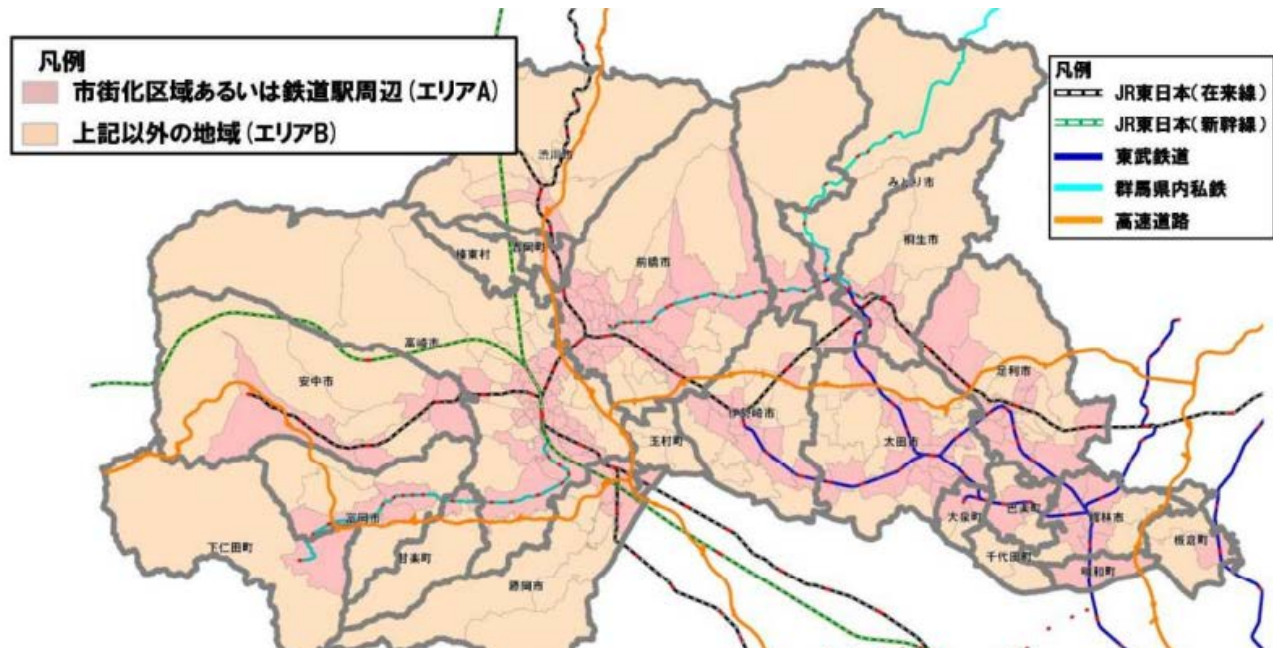 凡例
市街化区域あるいは鉄道駅周辺(エリアA)
上記以外の地域(エリアB)
凡例
JR東日本(在来線)
JR東日本(新幹線)
東武鉄道
群馬県内私鉄
高速道路
渋川市
みどり市
桐生市
吉岡町
榛東村
前橋市
高崎市
安中市
足利市
伊勢崎市
玉村町
太田市
富岡市
大泉町
邑楽町
館林市
板倉町
下仁田町
甘楽町
千代田町
明和町
藤岡市